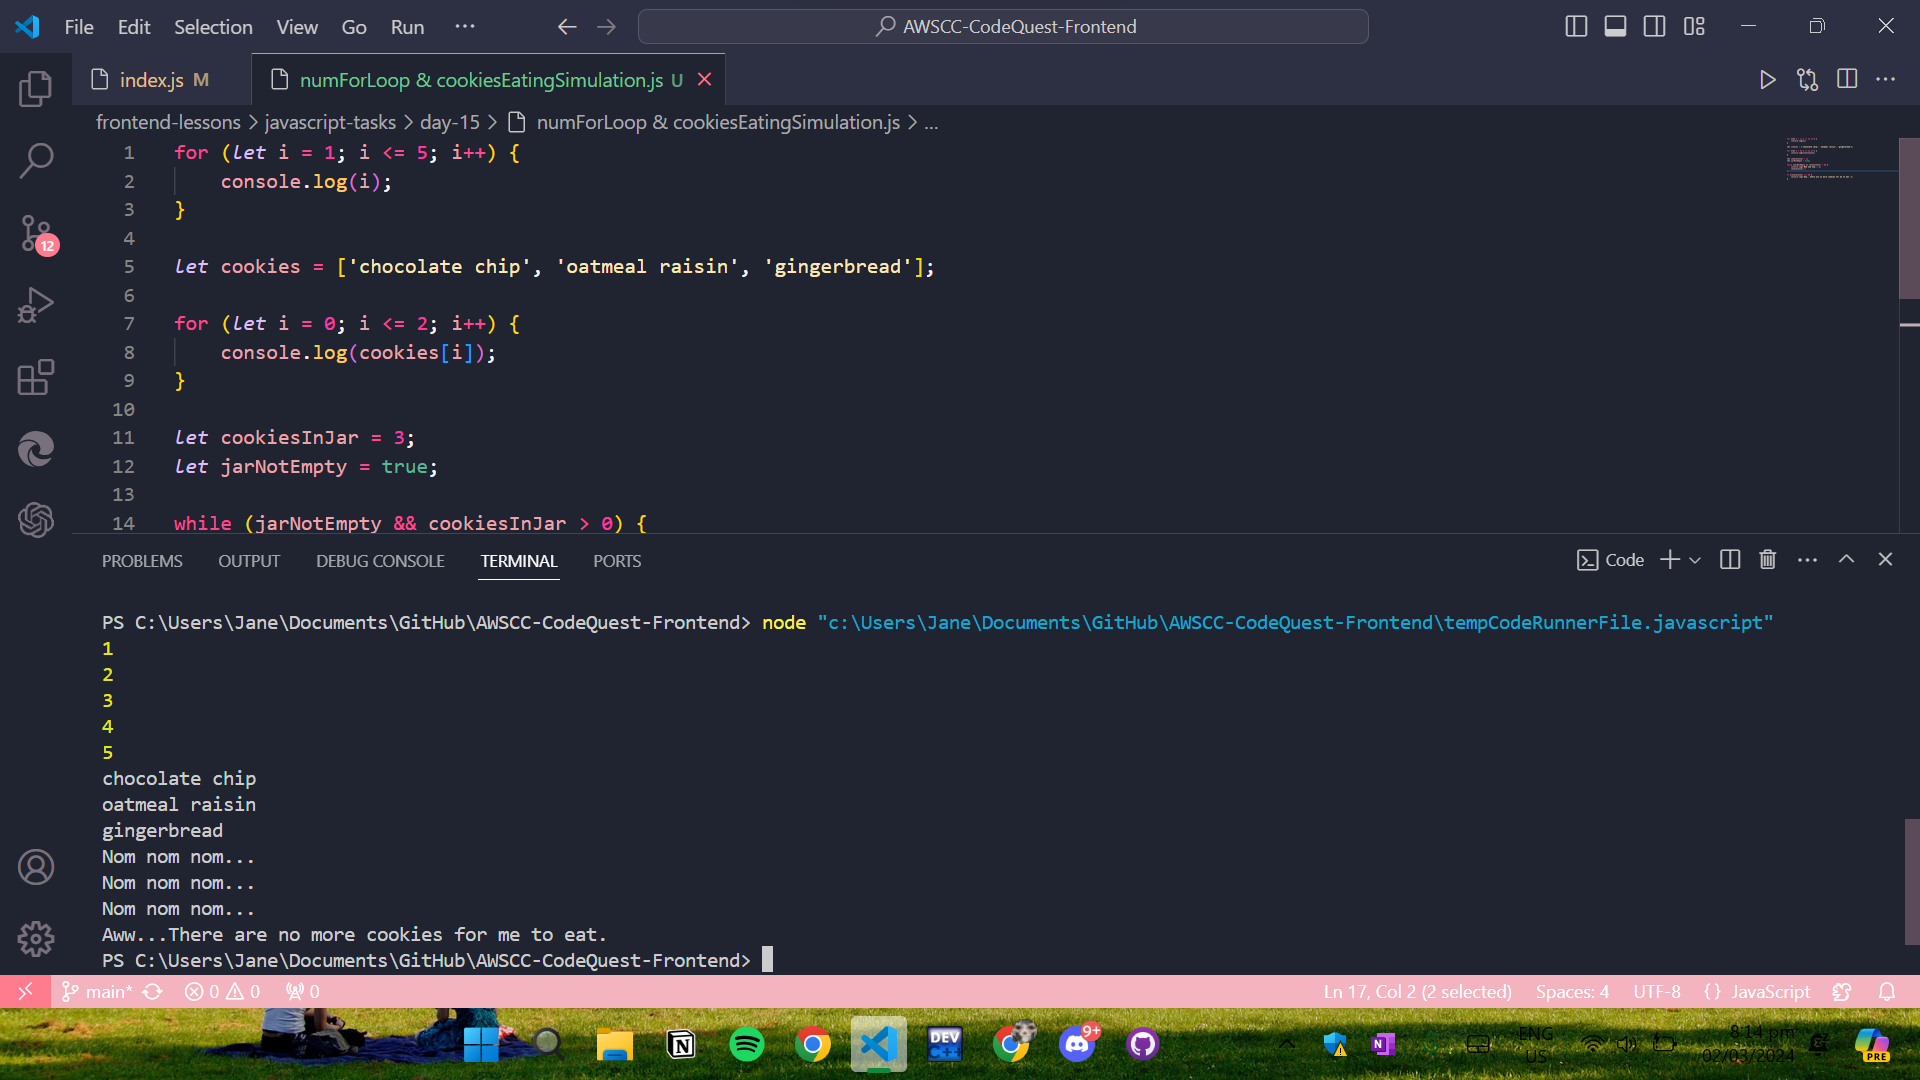 File Edit Selection View Go Run ··· AWSCC-CodeQuest-Frontend
index.js M numForLoop & cookiesEatingSimulation.js U
frontend-lessons > javascript-tasks > day-15 > numForLoop & cookiesEatingSimulation.js > ...
1 for (let i = 1; i <= 5; i++) {
2 console.log(i);
3 }
4
5 let cookies = ['chocolate chip', 'oatmeal raisin', 'gingerbread'];
6
7 for (let i = 0; i <= 2; i++) {
8 console.log(cookies[i]);
9 }
10
11 let cookiesInJar = 3;
12 let jarNotEmpty = true;
13
14 while (jarNotEmpty && cookiesInJar > 0) {
12
PROBLEMS OUTPUT DEBUG CONSOLE TERMINAL PORTS Code
PS C:\Users\Jane\Documents\GitHub\AWSCC-CodeQuest-Frontend> node "c:\Users\Jane\Documents\GitHub\AWSCC-CodeQuest-Frontend\tempCodeRunnerFile.javascript"
1
2
3
4
5
chocolate chip
oatmeal raisin
gingerbread
Nom nom nom...
Nom nom nom...
Nom nom nom...
Aww...There are no more cookies for me to eat.
PS C:\Users\Jane\Documents\GitHub\AWSCC-CodeQuest-Frontend>
main* 0 0 0 Ln 17, Col 2 (2 selected) Spaces: 4 UTF-8 {} JavaScript
DEV C++ 9+ N ENG 8:14 pm PRE
US 02/03/2024